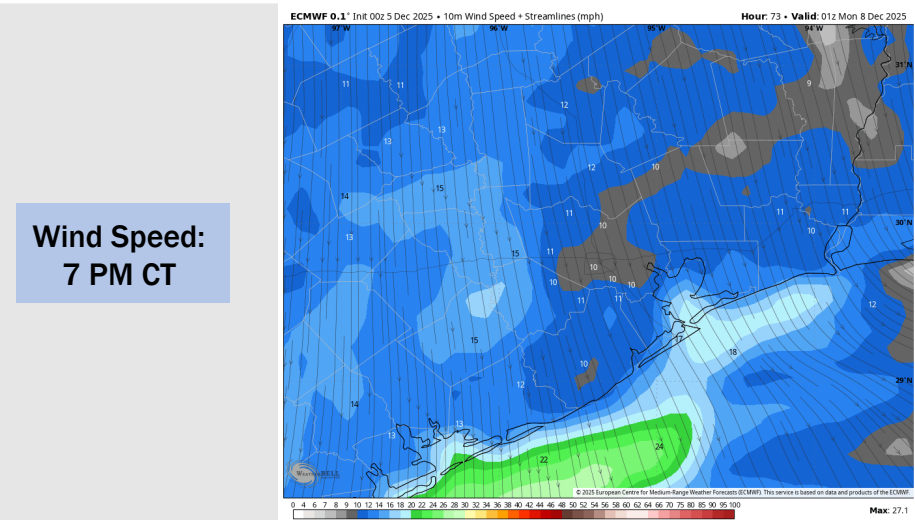 ECMWF 0.1° Init 00z 5 Dec 2025 • 10m Wind Speed + Streamlines (mph)
Hour: 73 • Valid: 01z Mon 8 Dec 2025
97°W 96°W 95°W 94°W
31°N
11 11 9
12
13
13
12 10
15
14
11 11 11
30°N
10 10
13
15 11
10
10 10 10
11 11
12
17
15 18
10
29°N
12
14
13
13
24
22
Wind Speed:
7 PM CT
WeatherBELL
© 2025 European Centre for Medium-Range Weather Forecasts (ECMWF). This service is based on data and products of the ECMWF.
0 4 6 7 8 9 10 12 14 16 18 20 22 24 26 28 30 32 34 36 38 40 42 44 46 48 50 52 54 56 58 60 62 64 66 70 75 80 85 90 95 100
Max: 27.1